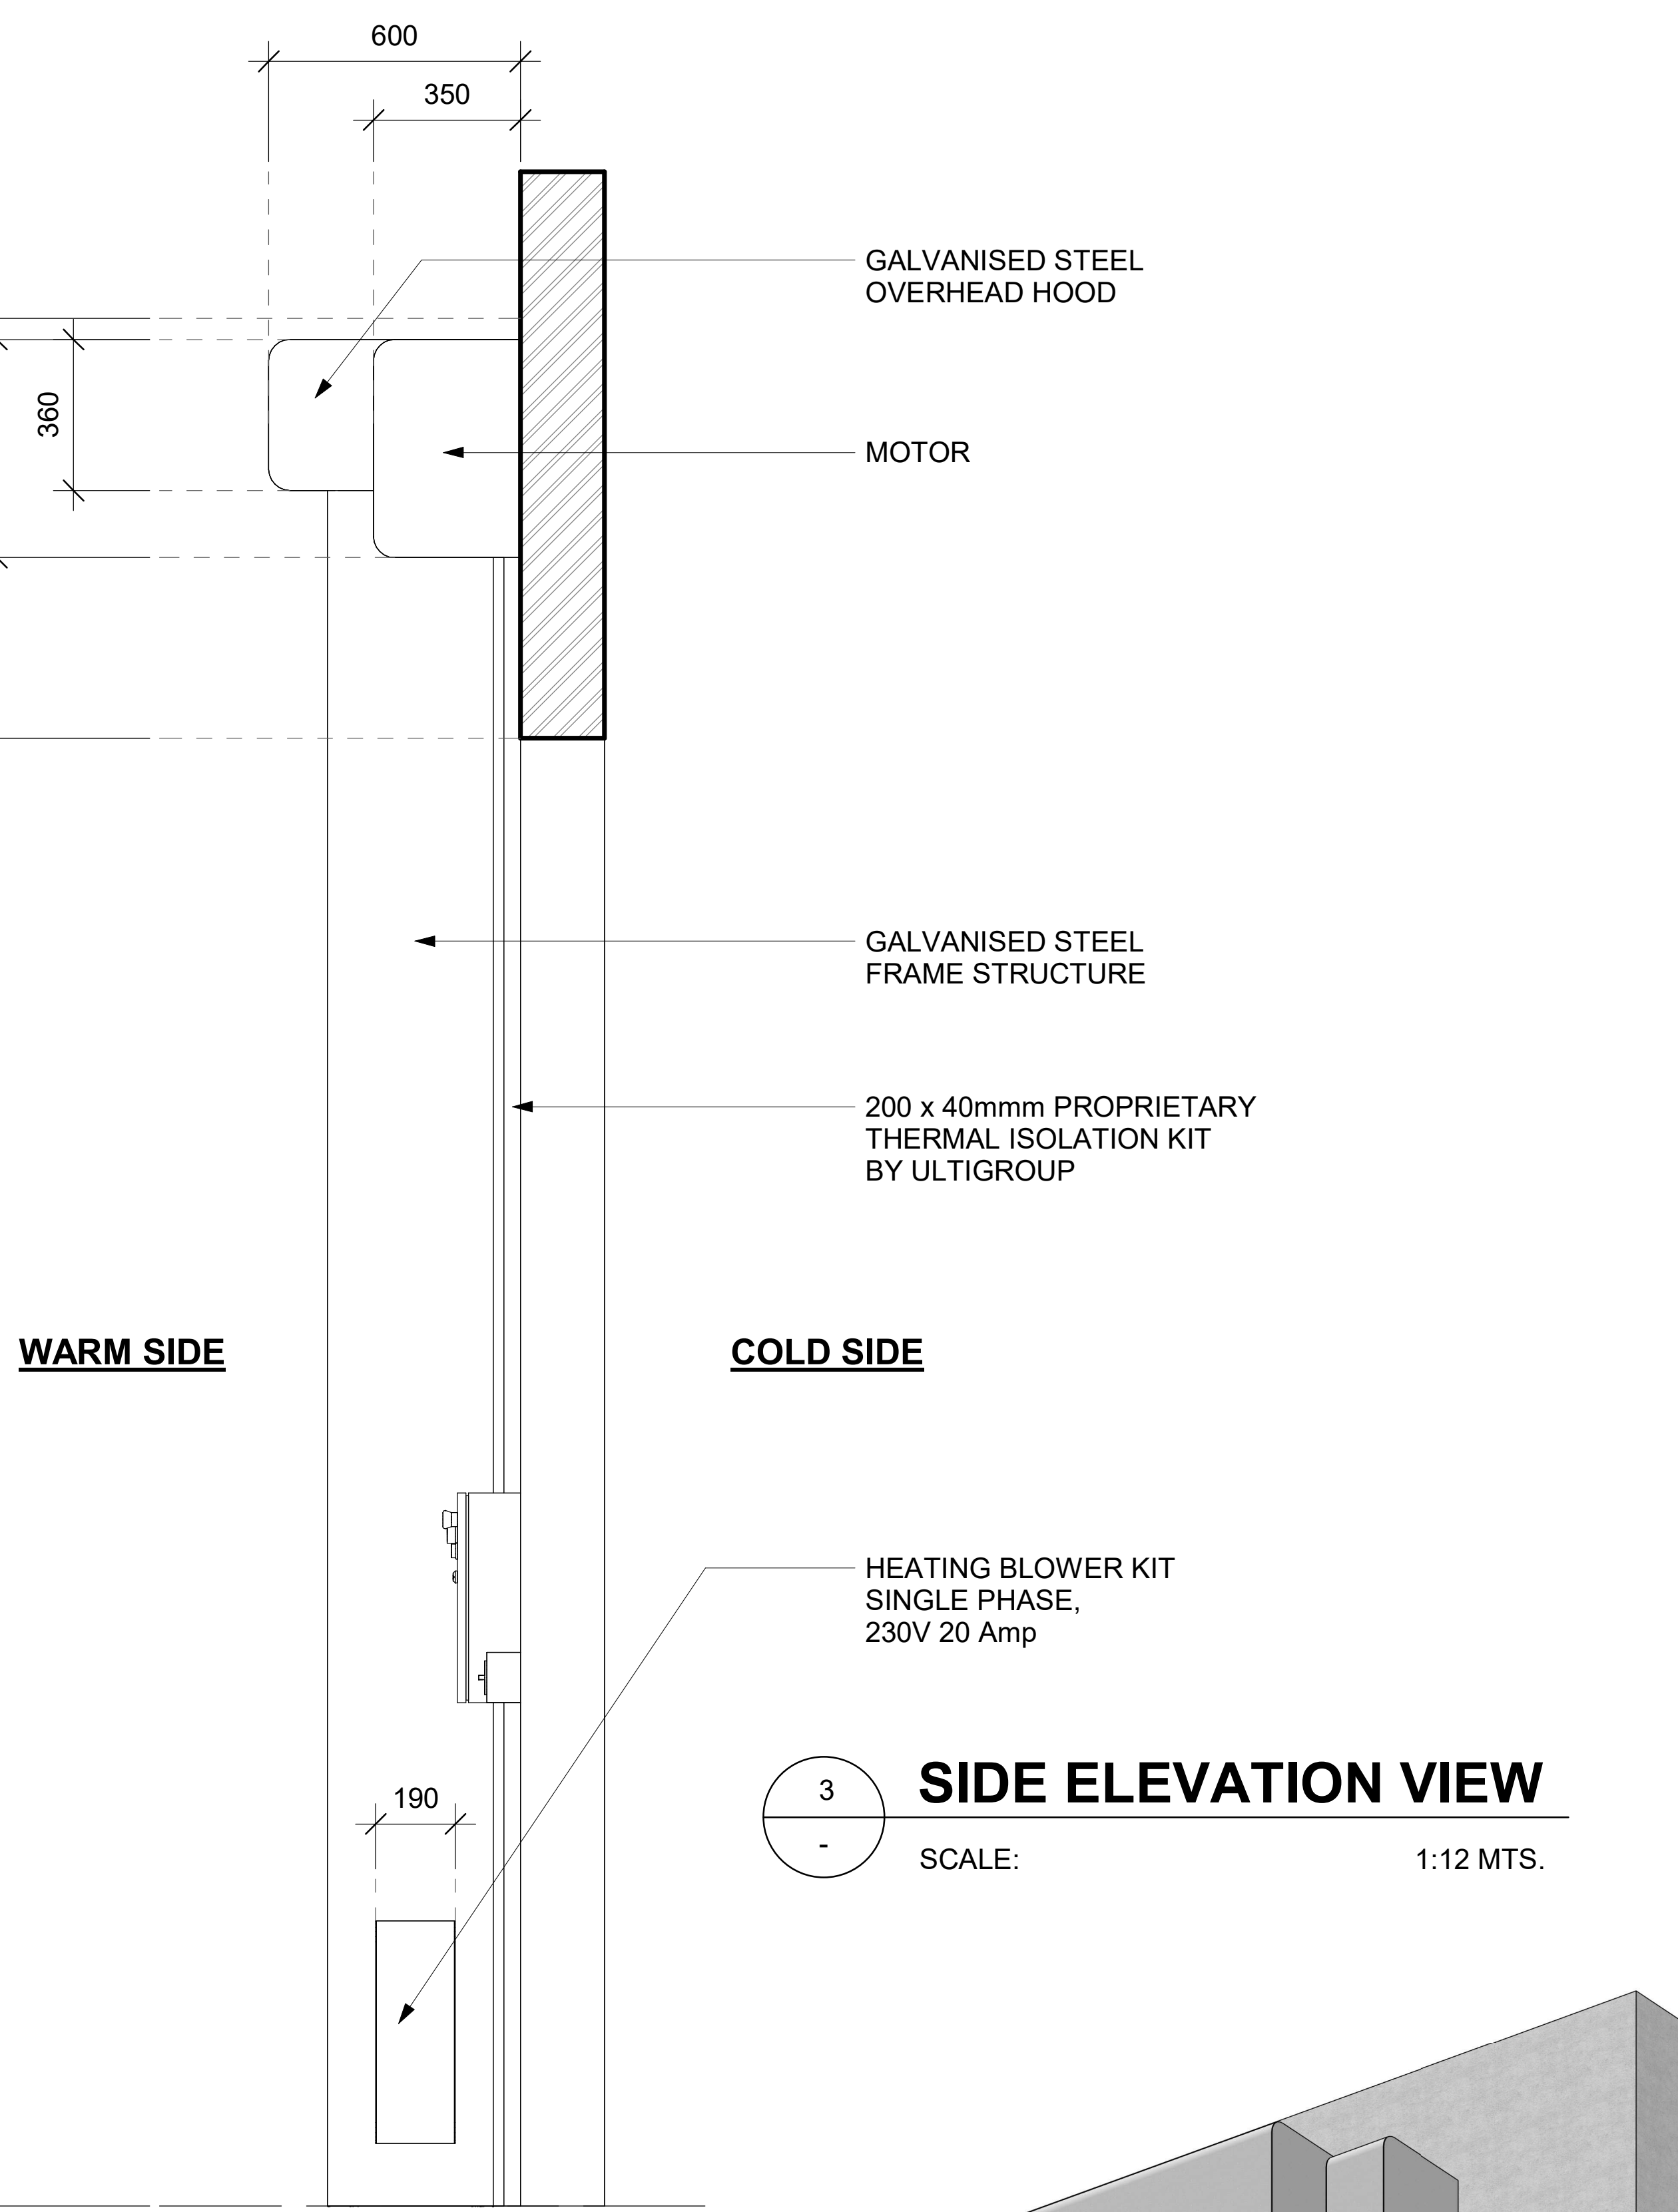 600
350
GALVANISED STEEL
OVERHEAD HOOD
360
MOTOR
GALVANISED STEEL
FRAME STRUCTURE
200 x 40mmm PROPRIETARY
THERMAL ISOLATION KIT
BY ULTIGROUP
WARM SIDE
COLD SIDE
HEATING BLOWER KIT
SINGLE PHASE,
230V 20 Amp
190
3
-
SIDE ELEVATION VIEW
SCALE: 1:12 MTS.